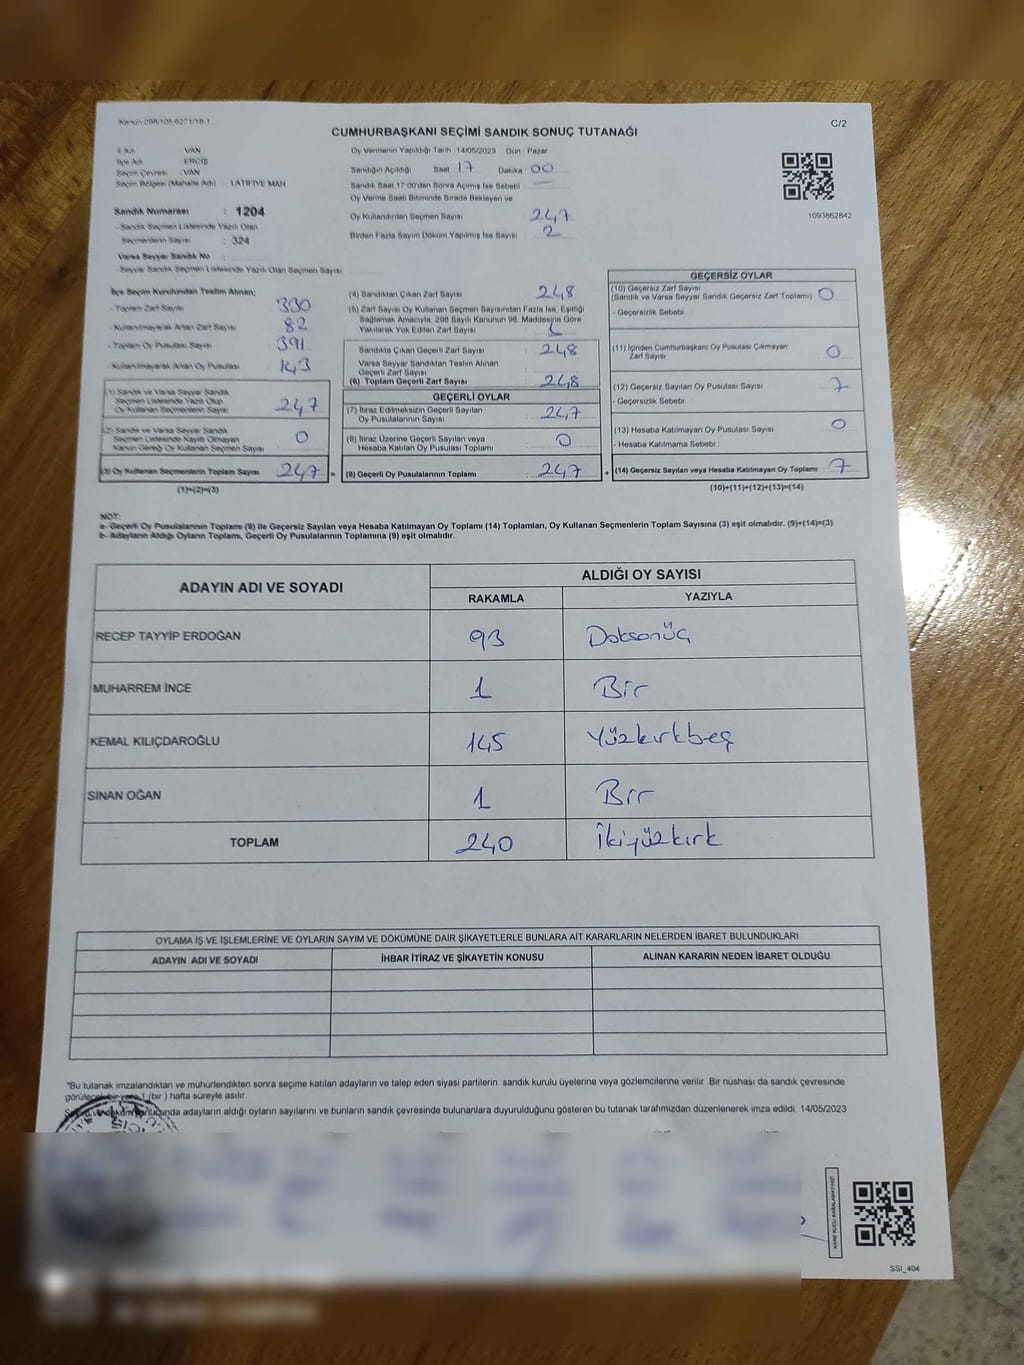 Kanun 298/105 6271/18-1
C/2
CUMHURBAŞKANI SEÇİMİ SANDIK SONUÇ TUTANAĞI
İl Adı : VAN
İlçe Adı : ERCİŞ
Seçim Çevresi : VAN
Seçim Bölgesi (Mahalle Adı) : LATİFİYE MAH
Sandık Numarası : 1204
- Sandık Seçmen Listesinde Yazılı Olan
Seçmenlerin Sayısı : 324
Varsa Seyyar Sandık No :
- Seyyar Sandık Seçmen Listesinde Yazılı Olan Seçmen Sayısı
Oy Vermenin Yapıldığı Tarih : 14/05/2023 Gün : Pazar
Sandığın Açıldığı Saat 17 Dakika 00
Sandık Saat 17:00'den Sonra Açılmış İse Sebebi : —
Oy Verme Saati Bitiminde Sırada Bekleyen ve
Oy Kullandırılan Seçmen Sayısı : 247
Birden Fazla Sayım Döküm Yapılmış İse Sayısı : 2
1093862842
İlçe Seçim Kurulundan Teslim Alınan;
- Toplam Zarf Sayısı : 330
- Kullanılmayarak Artan Zarf Sayısı : 82
- Toplam Oy Pusulası Sayısı : 391
- Kullanılmayarak Artan Oy Pusulası : 143
(1) Sandık ve Varsa Seyyar Sandık
Seçmen Listesinde Yazılı Olup
Oy Kullanan Seçmenlerin Sayısı : 247
(2) Sandık ve Varsa Seyyar Sandık
Seçmen Listesinde Kayıtlı Olmayan
Kanun Gereği Oy Kullanan Seçmen Sayısı : 0
(3) Oy Kullanan Seçmenlerin Toplam Sayısı : 247 =
(1)+(2)=(3)
(4) Sandıktan Çıkan Zarf Sayısı : 248
(5) Zarf Sayısı Oy Kullanan Seçmen Sayısından Fazla İse, Eşitliği
Sağlamak Amacıyla, 298 Sayılı Kanunun 98. Maddesine Göre
Yakılarak Yok Edilen Zarf Sayısı : 1
Sandıkta Çıkan Geçerli Zarf Sayısı : 248
Varsa Seyyar Sandıktan Teslim Alınan
Geçerli Zarf Sayısı :
(6) Toplam Geçerli Zarf Sayısı : 248
GEÇERLİ OYLAR
(7) İtiraz Edilmeksizin Geçerli Sayılan
Oy Pusulalarının Sayısı : 247
(8) İtiraz Üzerine Geçerli Sayılan veya
Hesaba Katılan Oy Pusulası Toplamı : 0
(9) Geçerli Oy Pusulalarının Toplamı : 247 +
GEÇERSİZ OYLAR
(10) Geçersiz Zarf Sayısı
(Sandık ve Varsa Seyyar Sandık Geçersiz Zarf Toplamı) : 0
- Geçersizlik Sebebi :
(11) İçinden Cumhurbaşkanı Oy Pusulası Çıkmayan
Zarf Sayısı : 0
(12) Geçersiz Sayılan Oy Pusulası Sayısı : 7
- Geçersizlik Sebebi :
(13) Hesaba Katılmayan Oy Pusulası Sayısı : 0
- Hesaba Katılmama Sebebi :
(14) Geçersiz Sayılan veya Hesaba Katılmayan Oy Toplamı : 7
(10)+(11)+(12)+(13)=(14)
NOT:
a- Geçerli Oy Pusulalarının Toplamı (9) ile Geçersiz Sayılan veya Hesaba Katılmayan Oy Toplamı (14) Toplamları, Oy Kullanan Seçmenlerin Toplam Sayısına (3) eşit olmalıdır. (9)+(14)=(3)
b- Adayların Aldığı Oyların Toplamı, Geçerli Oy Pusulalarının Toplamına (9) eşit olmalıdır.
ADAYIN ADI VE SOYADI
ALDIĞI OY SAYISI
RAKAMLA YAZIYLA
RECEP TAYYİP ERDOĞAN 93 Doksanüç
MUHARREM İNCE 1 Bir
KEMAL KILIÇDAROĞLU 145 Yüzkırkbeş
SİNAN OĞAN 1 Bir
TOPLAM 240 İkiyüzkırk
OYLAMA İŞ VE İŞLEMLERİNE VE OYLARIN SAYIM VE DÖKÜMÜNE DAİR ŞİKAYETLERLE BUNLARA AİT KARARLARIN NELERDEN İBARET BULUNDUKLARI
ADAYIN ADI VE SOYADI İHBAR İTİRAZ VE ŞİKAYETİN KONUSU ALINAN KARARIN NEDEN İBARET OLDUĞU
*Bu tutanak imzalandıktan ve mühürlendikten sonra seçime katılan adayların ve talep eden siyasi partilerin sandık kurulu üyelerine veya gözlemcilerine verilir. Bir nüshası da sandık çevresinde
görülecek bir yere 1 (bir) hafta süreyle asılır.
adayların aldığı oyların sayılarını ve bunların sandık çevresinde bulunanlara duyurulduğunu gösteren bu tutanak tarafımızdan düzenlenerek imza edildi. 14/05/2023
KARE KODU KARALAMAYINIZ!
SSI_404